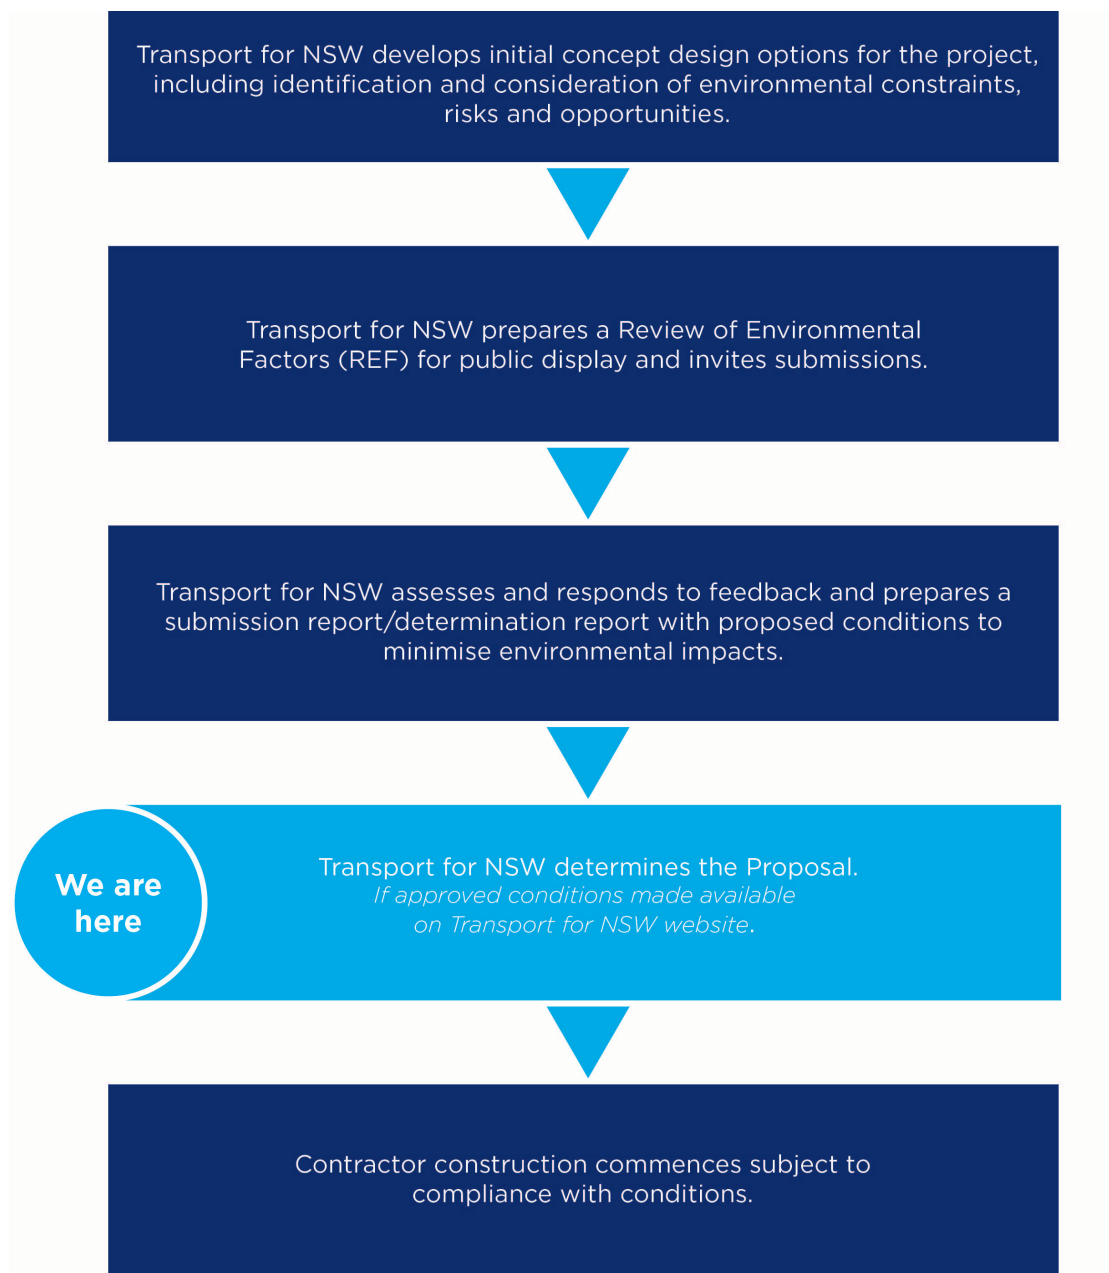 Transport for NSW develops initial concept design options for the project,
including identification and consideration of environmental constraints,
risks and opportunities.
Transport for NSW prepares a Review of Environmental
Factors (REF) for public display and invites submissions.
Transport for NSW assesses and responds to feedback and prepares a
submission report/determination report with proposed conditions to
minimise environmental impacts.
We are
here
Transport for NSW determines the Proposal.
If approved conditions made available
on Transport for NSW website.
Contractor construction commences subject to
compliance with conditions.